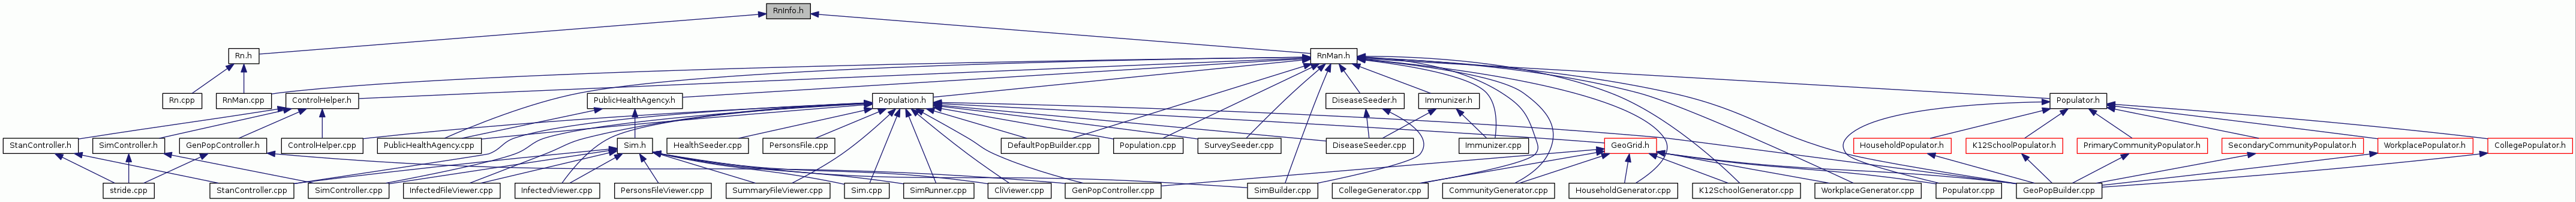 RnInfo.h
Rn.h
RnMan.h
Rn.cpp
RnMan.cpp
ControlHelper.h
PublicHealthAgency.h
Population.h
DiseaseSeeder.h
Immunizer.h
Populator.h
StanController.h
SimController.h
GenPopController.h
ControlHelper.cpp
PublicHealthAgency.cpp
Sim.h
HealthSeeder.cpp
PersonsFile.cpp
DefaultPopBuilder.cpp
Population.cpp
SurveySeeder.cpp
DiseaseSeeder.cpp
Immunizer.cpp
GeoGrid.h
HouseholdPopulator.h
K12SchoolPopulator.h
PrimaryCommunityPopulator.h
SecondaryCommunityPopulator.h
WorkplacePopulator.h
CollegePopulator.h
stride.cpp
StanController.cpp
SimController.cpp
InfectedFileViewer.cpp
InfectedViewer.cpp
PersonsFileViewer.cpp
SummaryFileViewer.cpp
Sim.cpp
SimRunner.cpp
CliViewer.cpp
GenPopController.cpp
SimBuilder.cpp
CollegeGenerator.cpp
CommunityGenerator.cpp
HouseholdGenerator.cpp
K12SchoolGenerator.cpp
WorkplaceGenerator.cpp
Populator.cpp
GeoPopBuilder.cpp